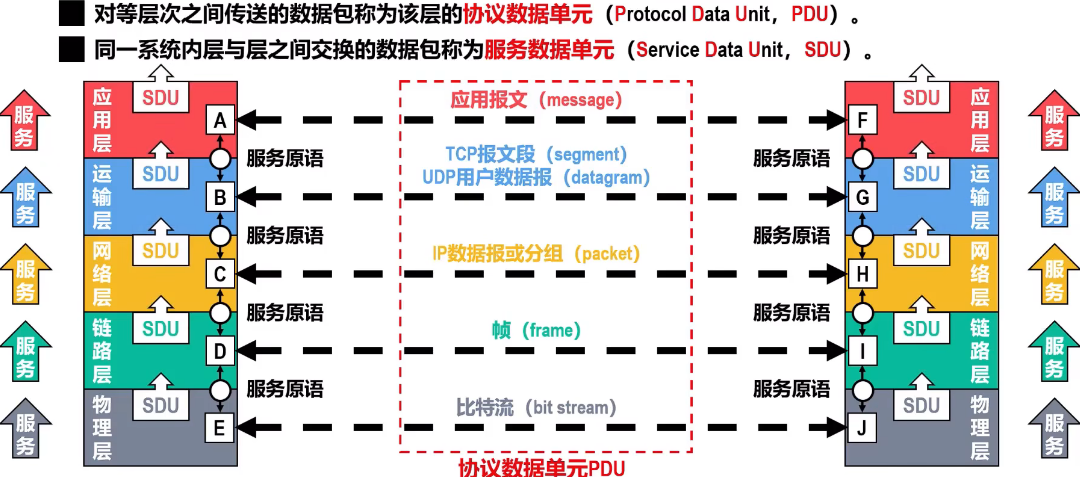 对等层次之间传送的数据包称为该层的协议数据单元（Protocol Data Unit，PDU）。
同一系统内层与层之间交换的数据包称为服务数据单元（Service Data Unit，SDU）。
服务 应用层 SDU A 应用报文（message） F SDU 应用层 服务
服务原语 服务原语
服务 运输层 SDU B TCP报文段（segment） G SDU 运输层 服务
UDP用户数据报（datagram）
服务原语 服务原语
服务 网络层 SDU C IP数据报或分组（packet） H SDU 网络层 服务
服务原语 服务原语
服务 链路层 SDU D 帧（frame） I SDU 链路层 服务
服务原语 服务原语
服务 物理层 SDU E 比特流（bit stream） J SDU 物理层 服务
协议数据单元PDU